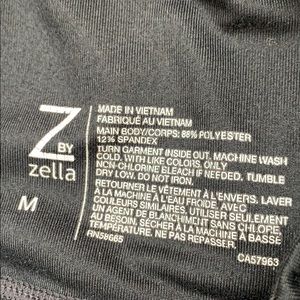 Z
BY
zella
M
MADE IN VIETNAM
FABRIQUÉ AU VIETNAM
MAIN BODY/CORPS: 88% POLYESTER
12% SPANDEX
TURN GARMENT INSIDE OUT. MACHINE WASH
COLD. WITH LIKE COLORS. ONLY
NON-CHLORINE BLEACH IF NEEDED. TUMBLE
DRY LOW. DO NOT IRON.
RETOURNER LE VÊTEMENT À L'ENVERS. LAVER
À LA MACHINE À L'EAU FROIDE. AVEC
COULEURS SIMILAIRES. UTILISER SEULEMENT
UN AGENT DE BLANCHIMENT SANS CHLORE,
AU BESOIN. SÉCHER À LA MACHINE À BASSE
TEMPÉRATURE. NE PAS REPASSER.
RN58665
CA57963